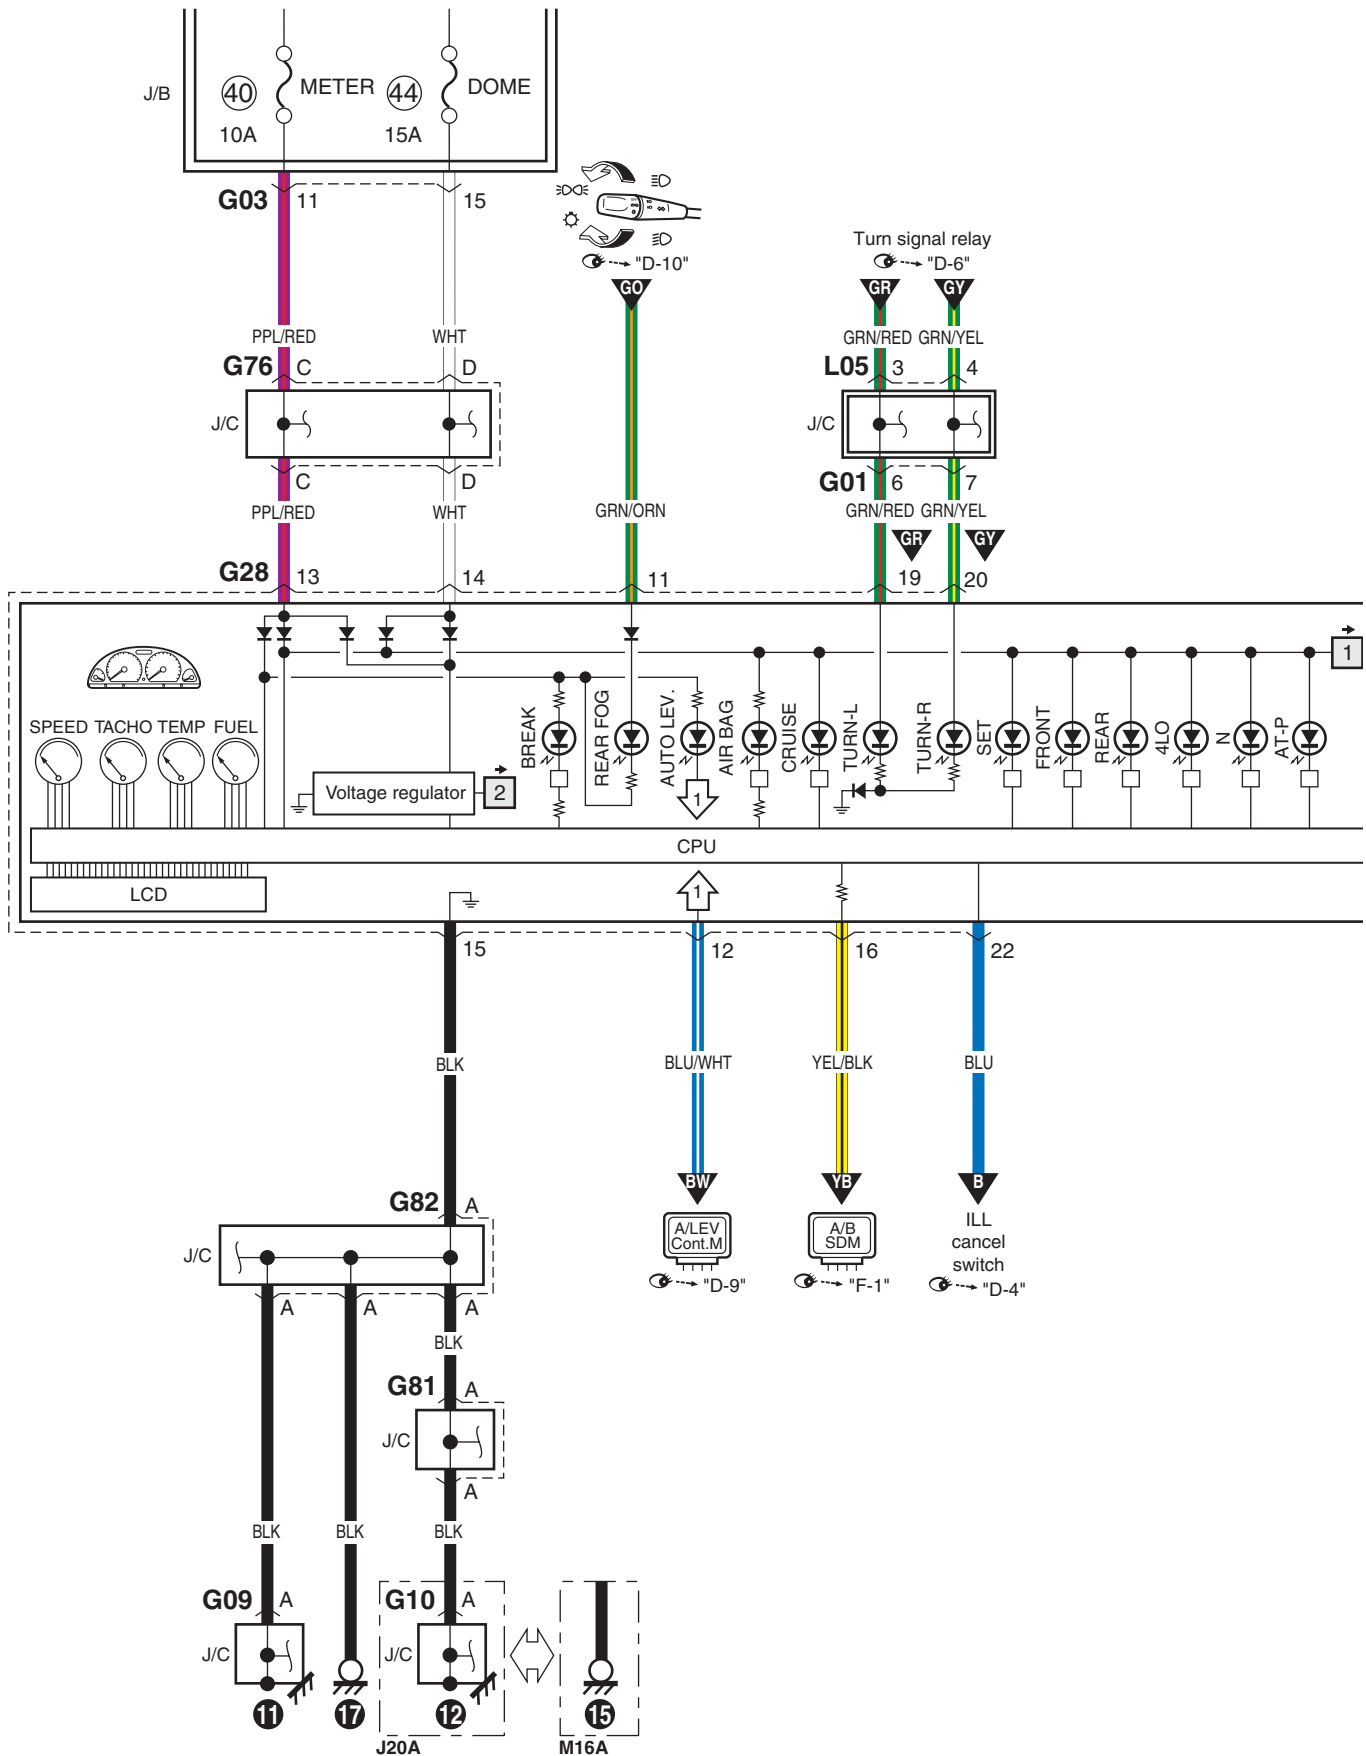 J/B
40
METER
44
DOME
10A
15A
G03
11
15
"D-10"
Turn signal relay
"D-6"
GO
GR
GY
PPL/RED
WHT
GRN/RED
GRN/YEL
G76
C
D
L05
3
4
J/C
J/C
C
D
G01
6
7
PPL/RED
WHT
GRN/ORN
GRN/RED
GRN/YEL
GR
GY
G28
13
14
11
19
20
1
SPEED
TACHO
TEMP
FUEL
BREAK
REAR FOG
AUTO LEV.
AIR BAG
CRUISE
TURN-L
TURN-R
SET
FRONT
REAR
4LO
N
AT-P
Voltage regulator
2
1
CPU
LCD
1
15
12
16
22
BLK
BLU/WHT
YEL/BLK
BLU
BW
YB
B
G82
A
A/LEV
Cont.M
A/B
SDM
ILL
cancel
switch
J/C
"D-9"
"F-1"
"D-4"
A
A
A
BLK
G81
A
J/C
A
BLK
BLK
BLK
G09
A
G10
A
J/C
J/C
11
17
12
15
J20A
M16A